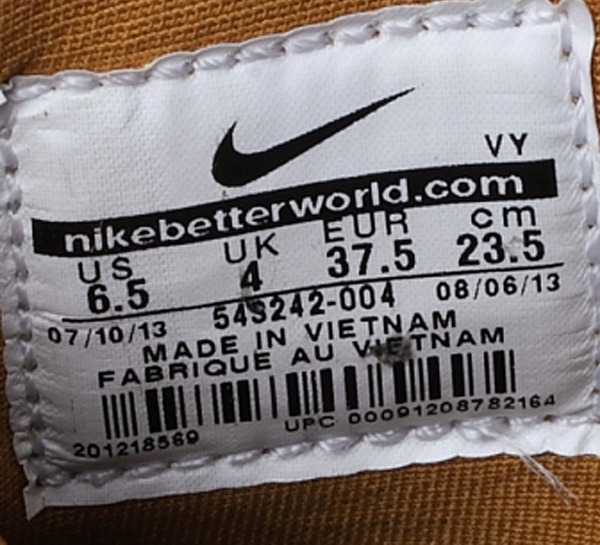 VY
nikebetterworld.com
US UK EUR cm
6.5 4 37.5 23.5
07/10/13 543242-004 08/06/13
MADE IN VIETNAM
FABRIQUE AU VIETNAM
201218569 UPC 00091208782164